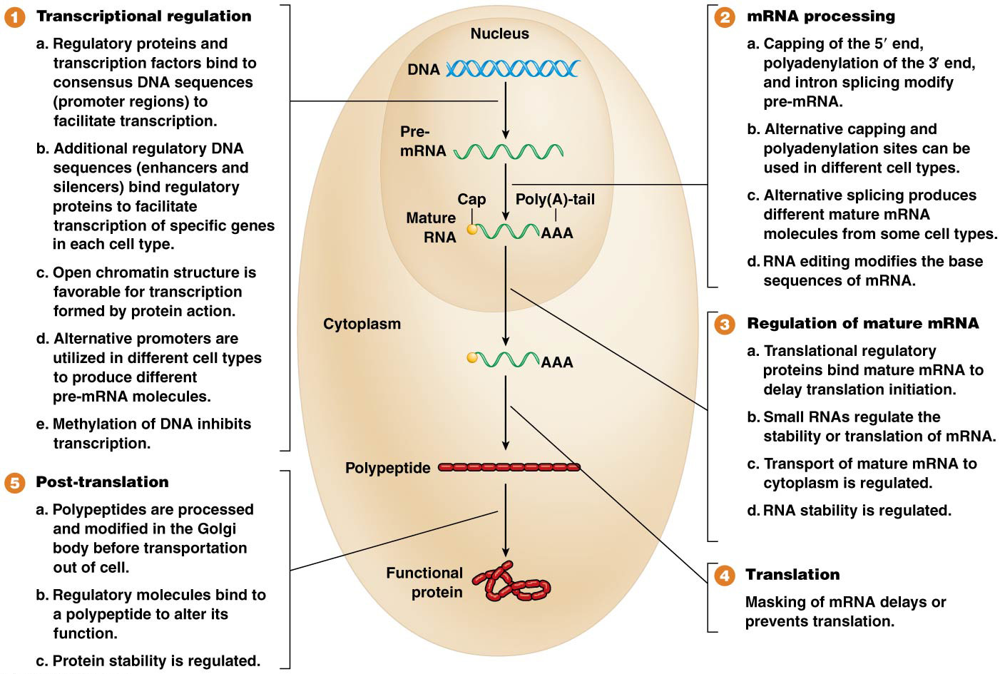 1 Transcriptional regulation
a. Regulatory proteins and
transcription factors bind to
consensus DNA sequences
(promoter regions) to
facilitate transcription.
b. Additional regulatory DNA
sequences (enhancers and
silencers) bind regulatory
proteins to facilitate
transcription of specific genes
in each cell type.
c. Open chromatin structure is
favorable for transcription
formed by protein action.
d. Alternative promoters are
utilized in different cell types
to produce different
pre-mRNA molecules.
e. Methylation of DNA inhibits
transcription.
5 Post-translation
a. Polypeptides are processed
and modified in the Golgi
body before transportation
out of cell.
b. Regulatory molecules bind to
a polypeptide to alter its
function.
c. Protein stability is regulated.
Nucleus
DNA
Pre-
mRNA
Cap
Poly(A)-tail
Mature
RNA
AAA
Cytoplasm
AAA
Polypeptide
Functional
protein
2 mRNA processing
a. Capping of the 5′ end,
polyadenylation of the 3′ end,
and intron splicing modify
pre-mRNA.
b. Alternative capping and
polyadenylation sites can be
used in different cell types.
c. Alternative splicing produces
different mature mRNA
molecules from some cell types.
d. RNA editing modifies the base
sequences of mRNA.
3 Regulation of mature mRNA
a. Translational regulatory
proteins bind mature mRNA to
delay translation initiation.
b. Small RNAs regulate the
stability or translation of mRNA.
c. Transport of mature mRNA to
cytoplasm is regulated.
d. RNA stability is regulated.
4 Translation
Masking of mRNA delays or
prevents translation.